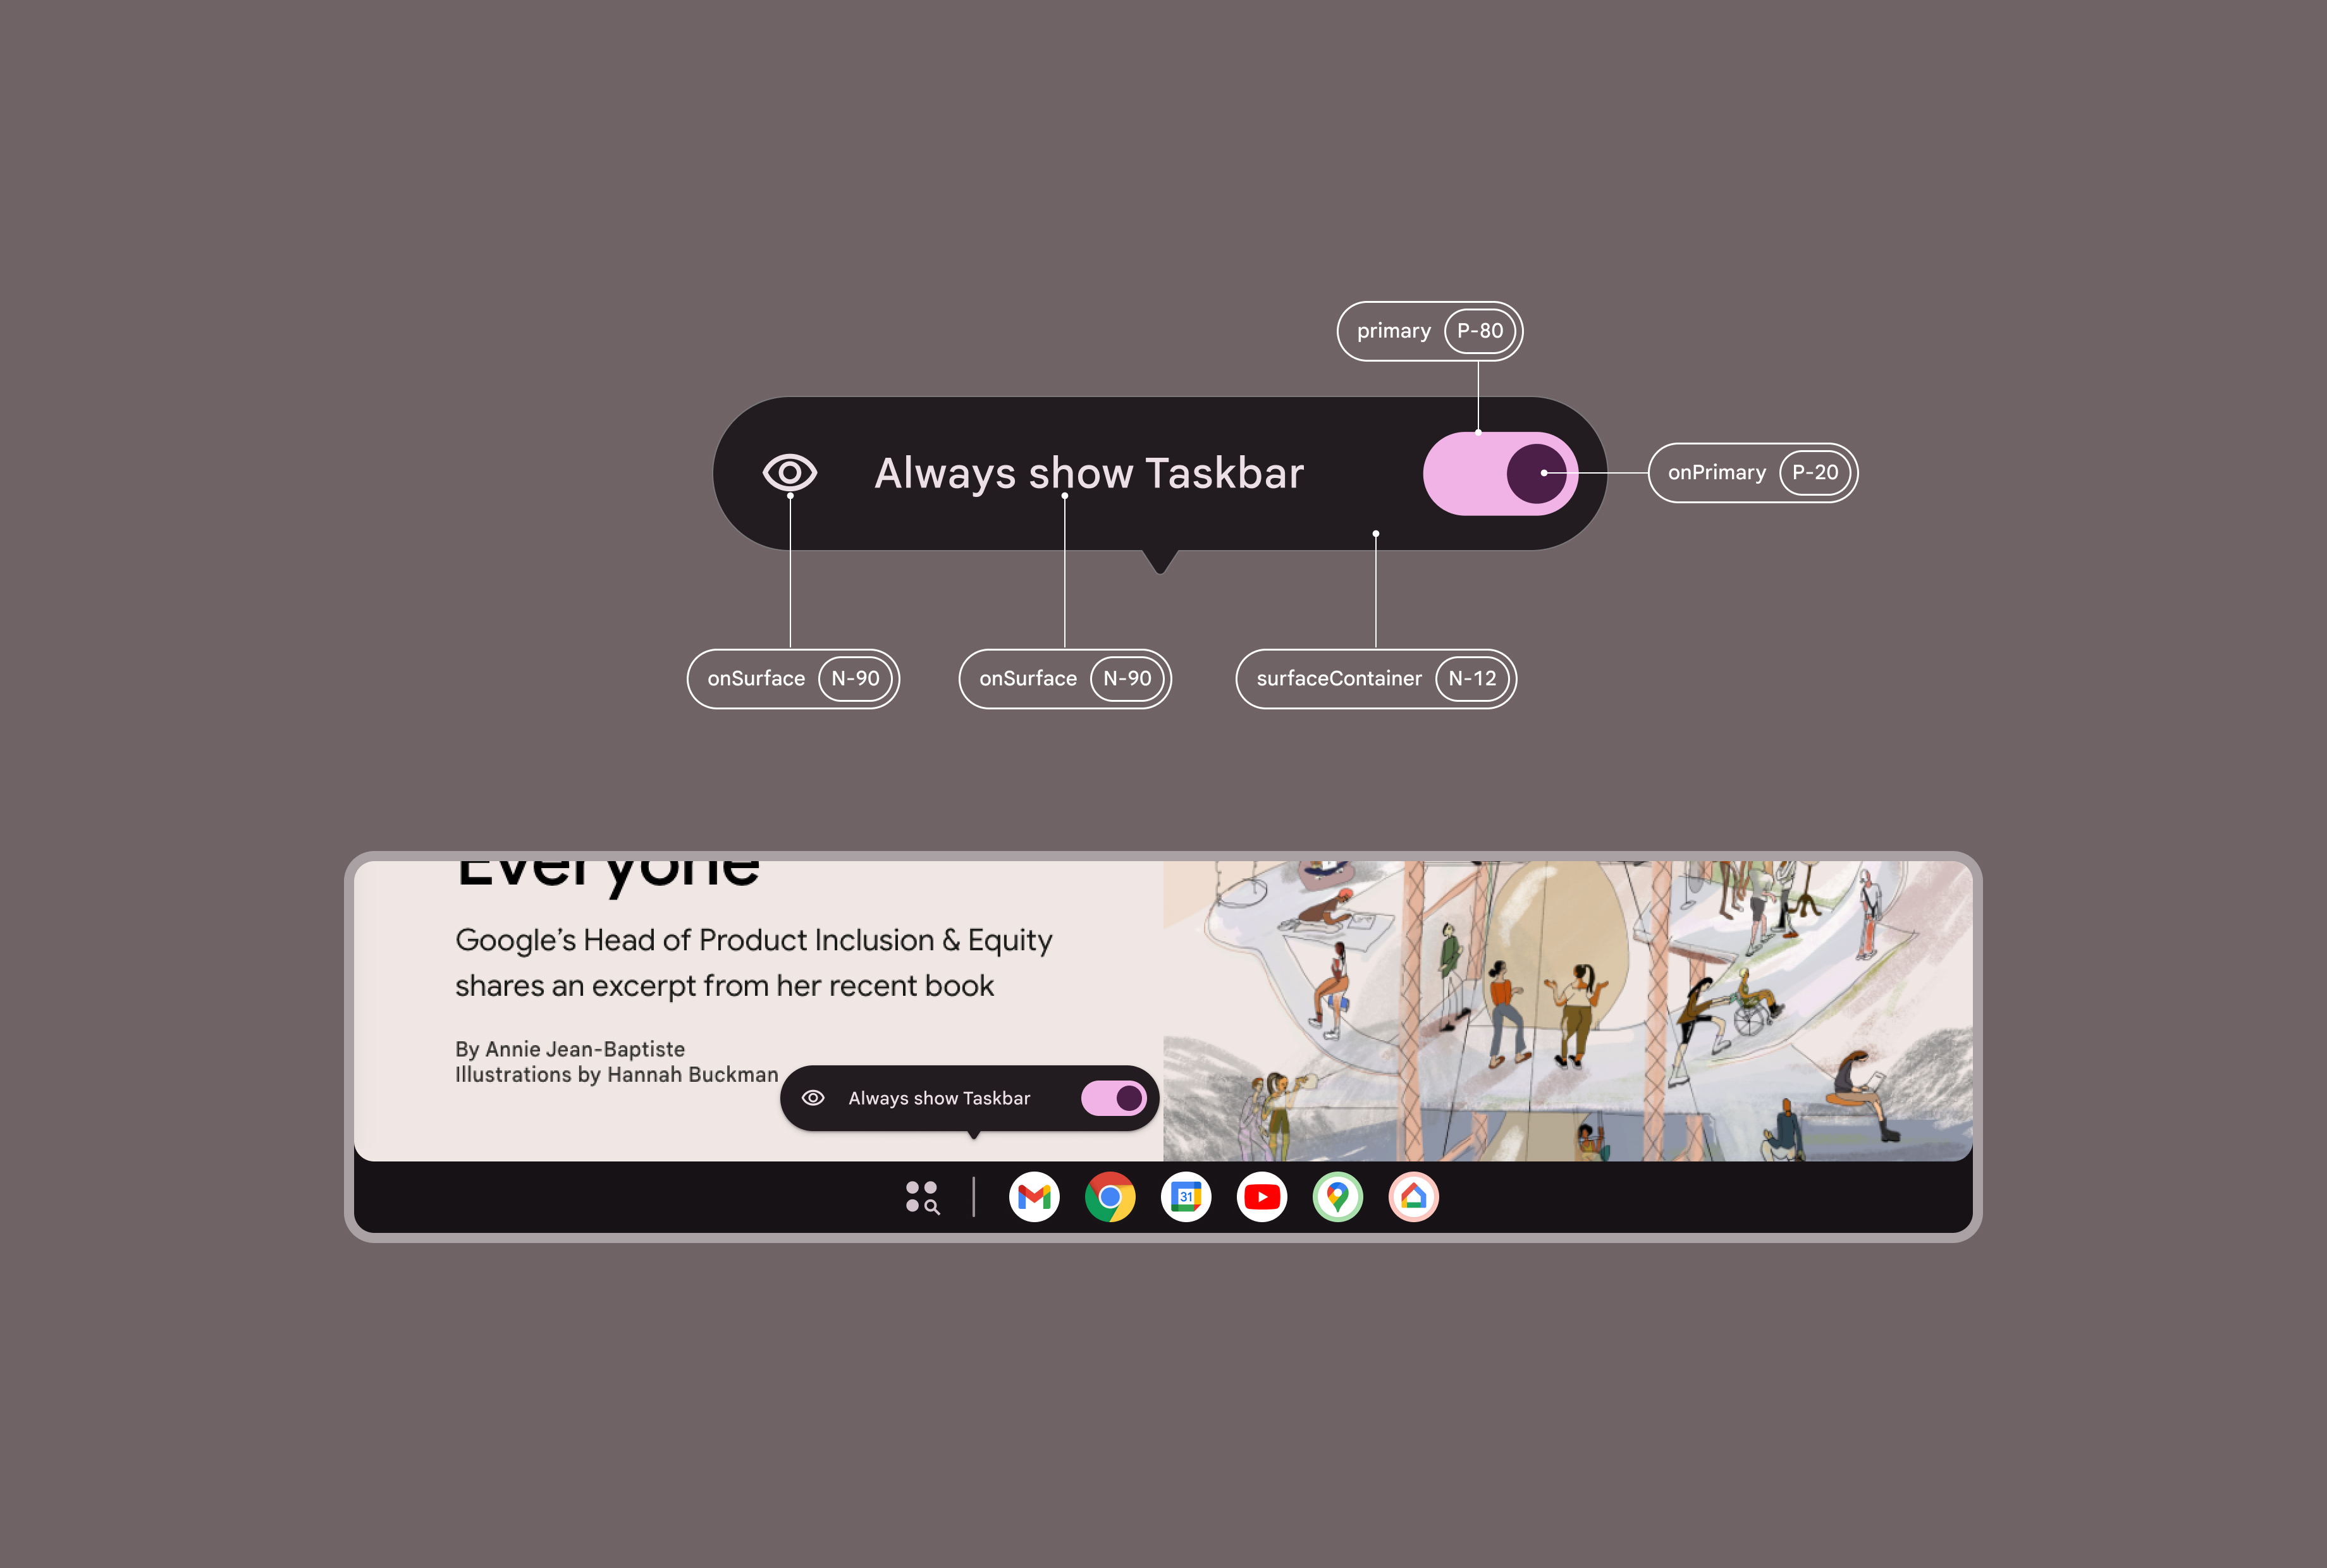 primary P-80
Always show Taskbar
onPrimary P-20
onSurface N-90
onSurface N-90
surfaceContainer N-12
Everyone
Google’s Head of Product Inclusion & Equity
shares an excerpt from her recent book
By Annie Jean-Baptiste
Illustrations by Hannah Buckman
Always show Taskbar
31